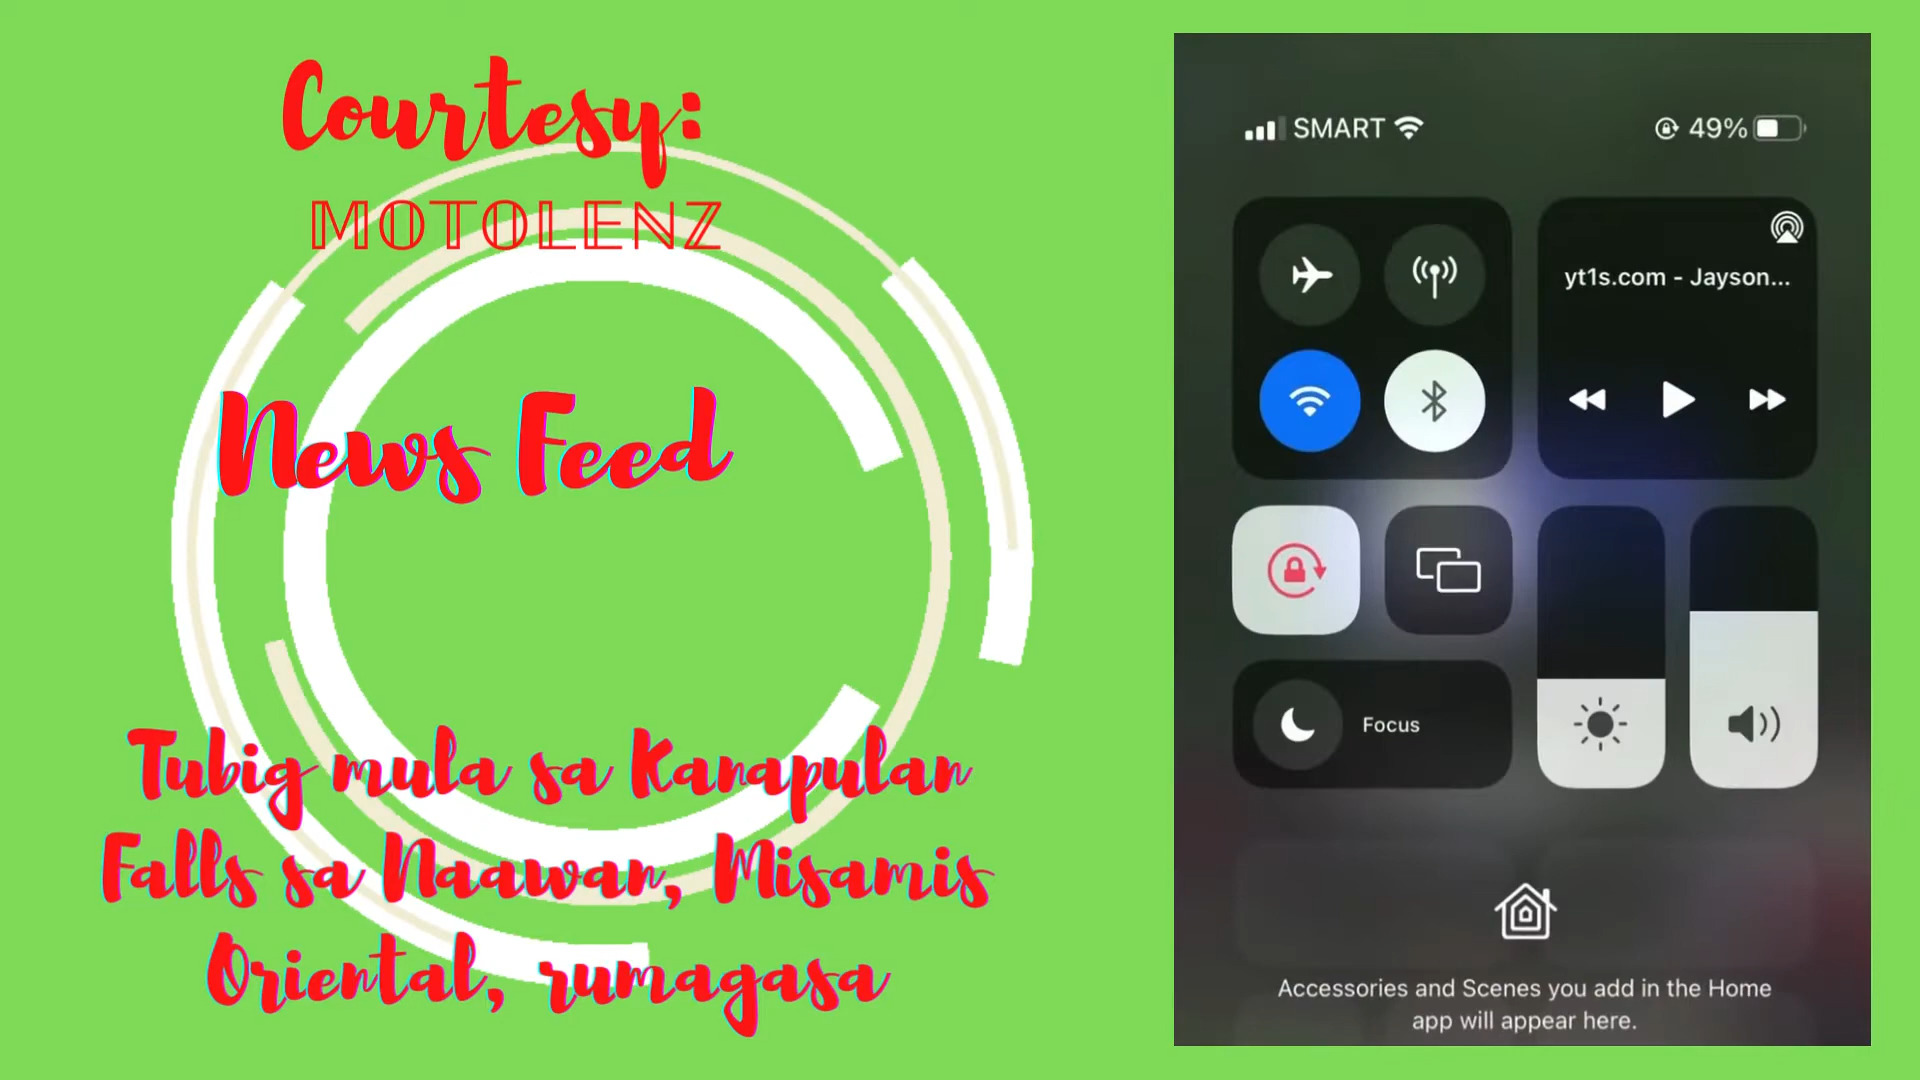 Courtesy:
MOTOLENZ
News Feed
Tubig mula sa Kanapulan
Falls sa Naawan, Misamis
Oriental, rumagasa
SMART
49%
yt1s.com - Jayson...
Focus
Accessories and Scenes you add in the Home
app will appear here.